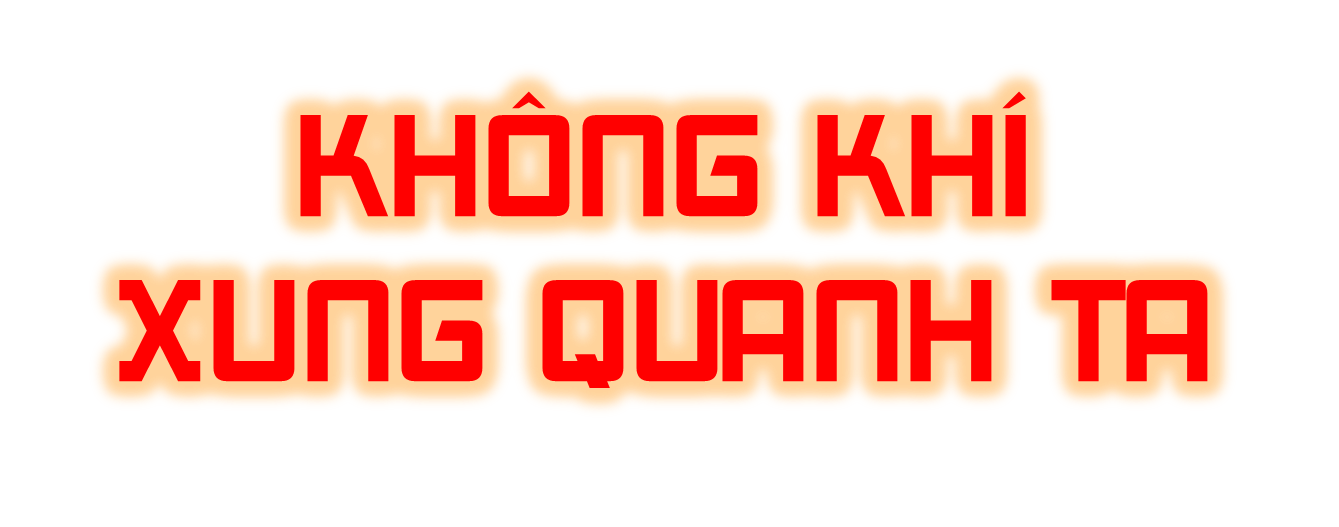 KHÔNG KHÍ
XUNG QUANH TA